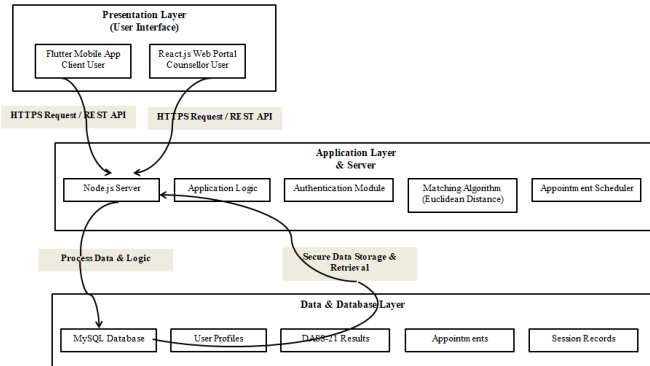 Presentation Layer
(User Interface)
Flutter Mobile App
Client User
React.js Web Portal
Counsellor User
HTTPS Request / REST API
HTTPS Request / REST API
Application Layer
& Server
Node.js Server
Application Logic
Authentication Module
Matching Algorithm
(Euclidean Distance)
Appointment Scheduler
Process Data & Logic
Secure Data Storage &
Retrieval
Data & Database Layer
MySQL Database
User Profiles
DASS-21 Results
Appointments
Session Records